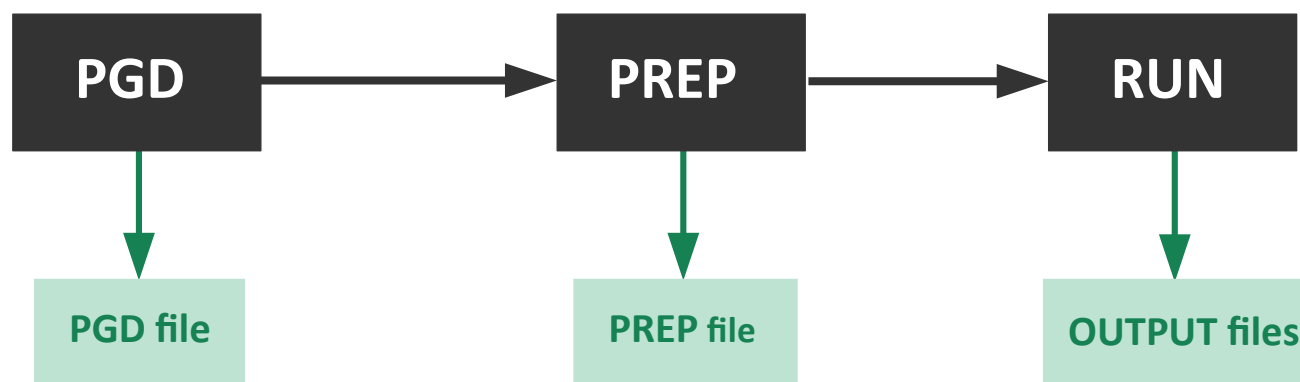 PGD
PREP
RUN
PGD file
PREP file
OUTPUT files